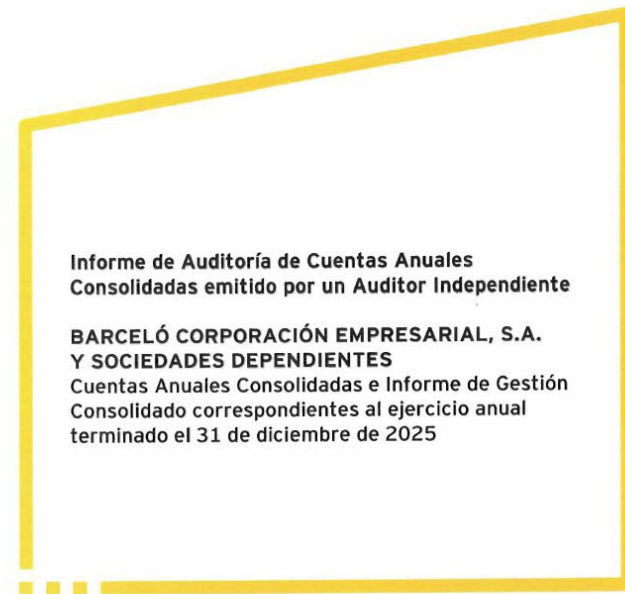 Informe de Auditoría de Cuentas Anuales
Consolidadas emitido por un Auditor Independiente
BARCELÓ CORPORACIÓN EMPRESARIAL, S.A.
Y SOCIEDADES DEPENDIENTES
Cuentas Anuales Consolidadas e Informe de Gestión
Consolidado correspondientes al ejercicio anual
terminado el 31 de diciembre de 2025